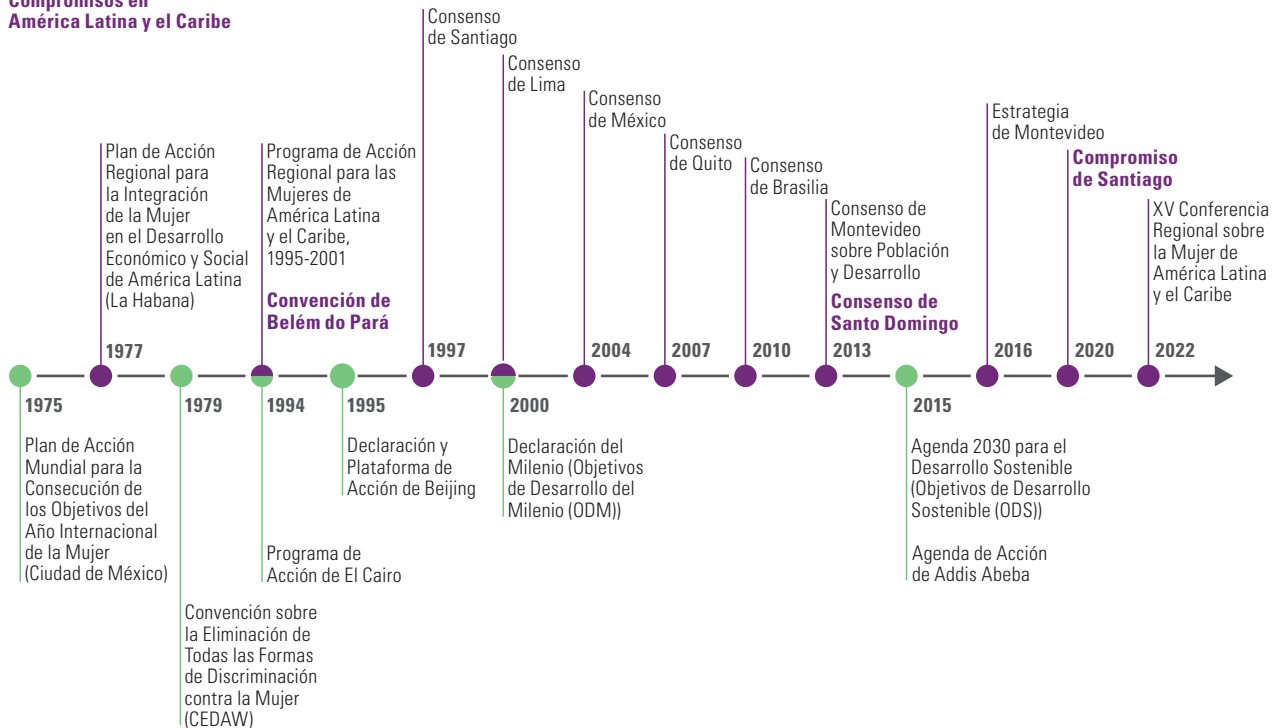 Compromisos en
América Latina y el Caribe
Plan de Acción
Regional para
la Integración
de la Mujer
en el Desarrollo
Económico y Social
de América Latina
(La Habana)
Programa de Acción
Regional para las
Mujeres de
América Latina
y el Caribe,
1995-2001
Convención de
Belém do Pará
Consenso
de Santiago
Consenso
de Lima
Consenso
de México
Consenso
de Quito
Consenso
de Brasilia
Consenso de
Montevideo
sobre Población
y Desarrollo
Consenso de
Santo Domingo
Estrategia
de Montevideo
Compromiso
de Santiago
XV Conferencia
Regional sobre
la Mujer de
América Latina
y el Caribe
1977
1997
2004
2007
2010
2013
2016
2020
2022
1975
1979
1994
1995
2000
2015
Plan de Acción
Mundial para la
Consecución de
los Objetivos del
Año Internacional
de la Mujer
(Ciudad de México)
Convención sobre
la Eliminación de
Todas las Formas
de Discriminación
contra la Mujer
(CEDAW)
Programa de
Acción de El Cairo
Declaración y
Plataforma de
Acción de Beijing
Declaración del
Milenio (Objetivos
de Desarrollo del
Milenio (ODM))
Agenda 2030 para el
Desarrollo Sostenible
(Objetivos de Desarrollo
Sostenible (ODS))
Agenda de Acción
de Addis Abeba